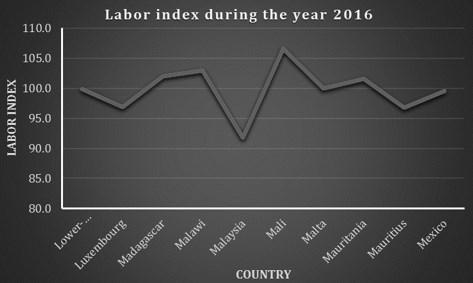 Labor index during the year 2016
110.0
105.0
100.0
95.0
90.0
85.0
80.0
LABOR INDEX
Lower-...
Luxembourg
Madagascar
Malawi
Malaysia
Mali
Malta
Mauritania
Mauritius
Mexico
COUNTRY